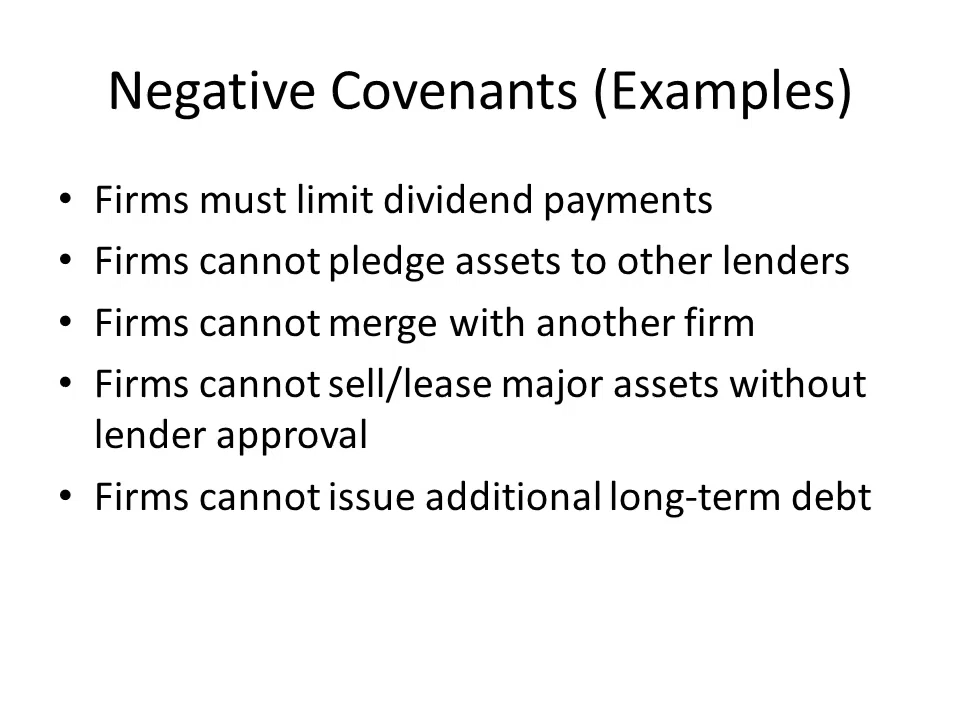 Negative Covenants (Examples)
• Firms must limit dividend payments
• Firms cannot pledge assets to other lenders
• Firms cannot merge with another firm
• Firms cannot sell/lease major assets without
lender approval
• Firms cannot issue additional long-term debt